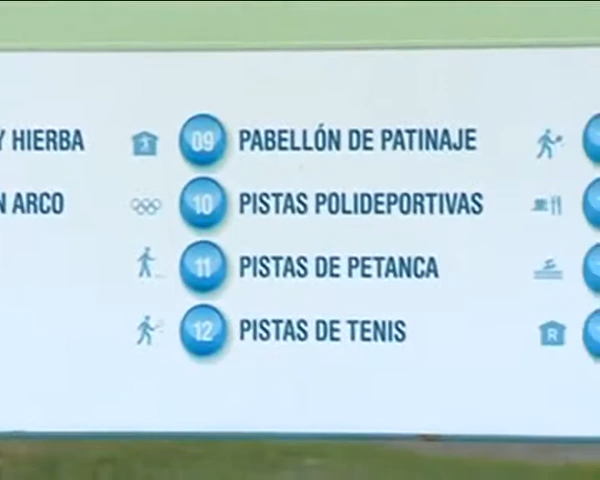 Y HIERBA
09 PABELLÓN DE PATINAJE
N ARCO
10 PISTAS POLIDEPORTIVAS
11 PISTAS DE PETANCA
12 PISTAS DE TENIS
R